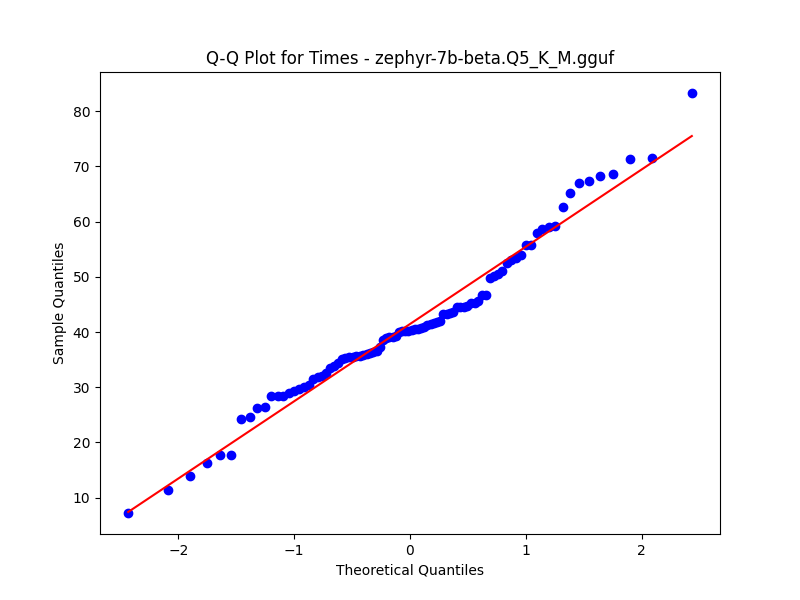 Q-Q Plot for Times - zephyr-7b-beta.Q5_K_M.gguf
80
70
60
50
40
30
20
10
Sample Quantiles
−2 −1 0 1 2
Theoretical Quantiles